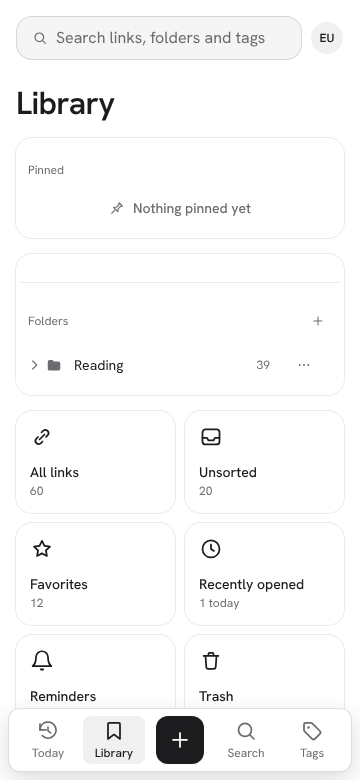 Search links, folders and tags
EU
Library
Pinned
Nothing pinned yet
Folders
Reading 39
All links
60
Unsorted
20
Favorites
12
Recently opened
1 today
Reminders
Trash
Today
Library
Search
Tags